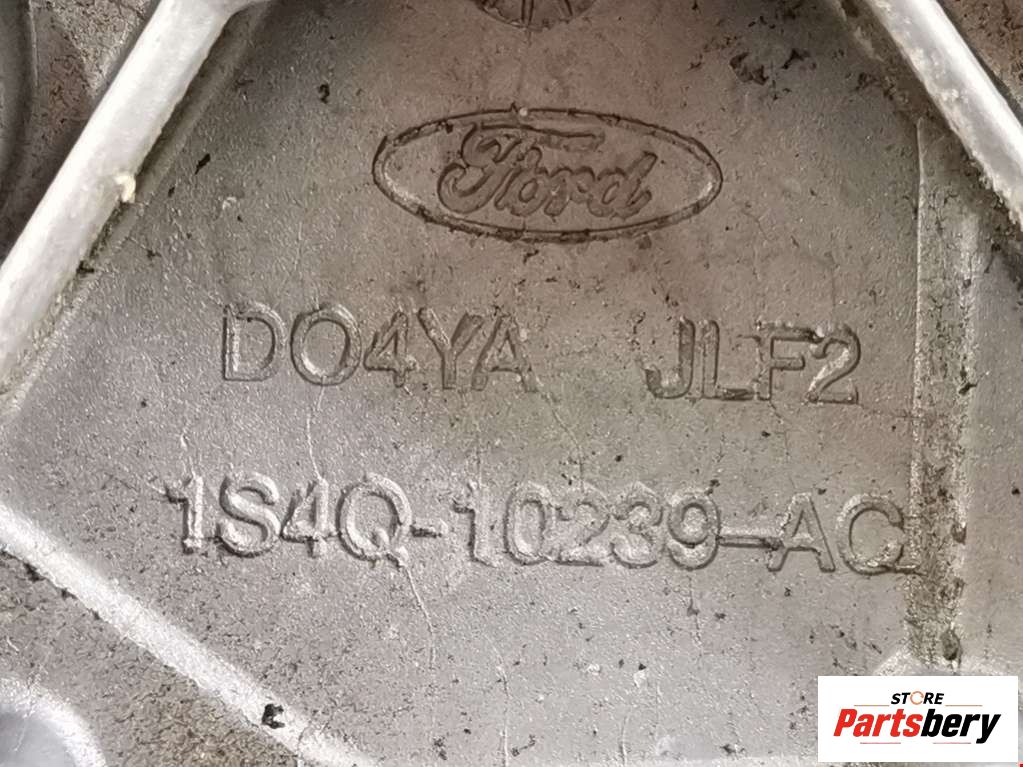 Ford
DO4YA JLF2
1S4Q-10239-AC
STORE
Partsbery